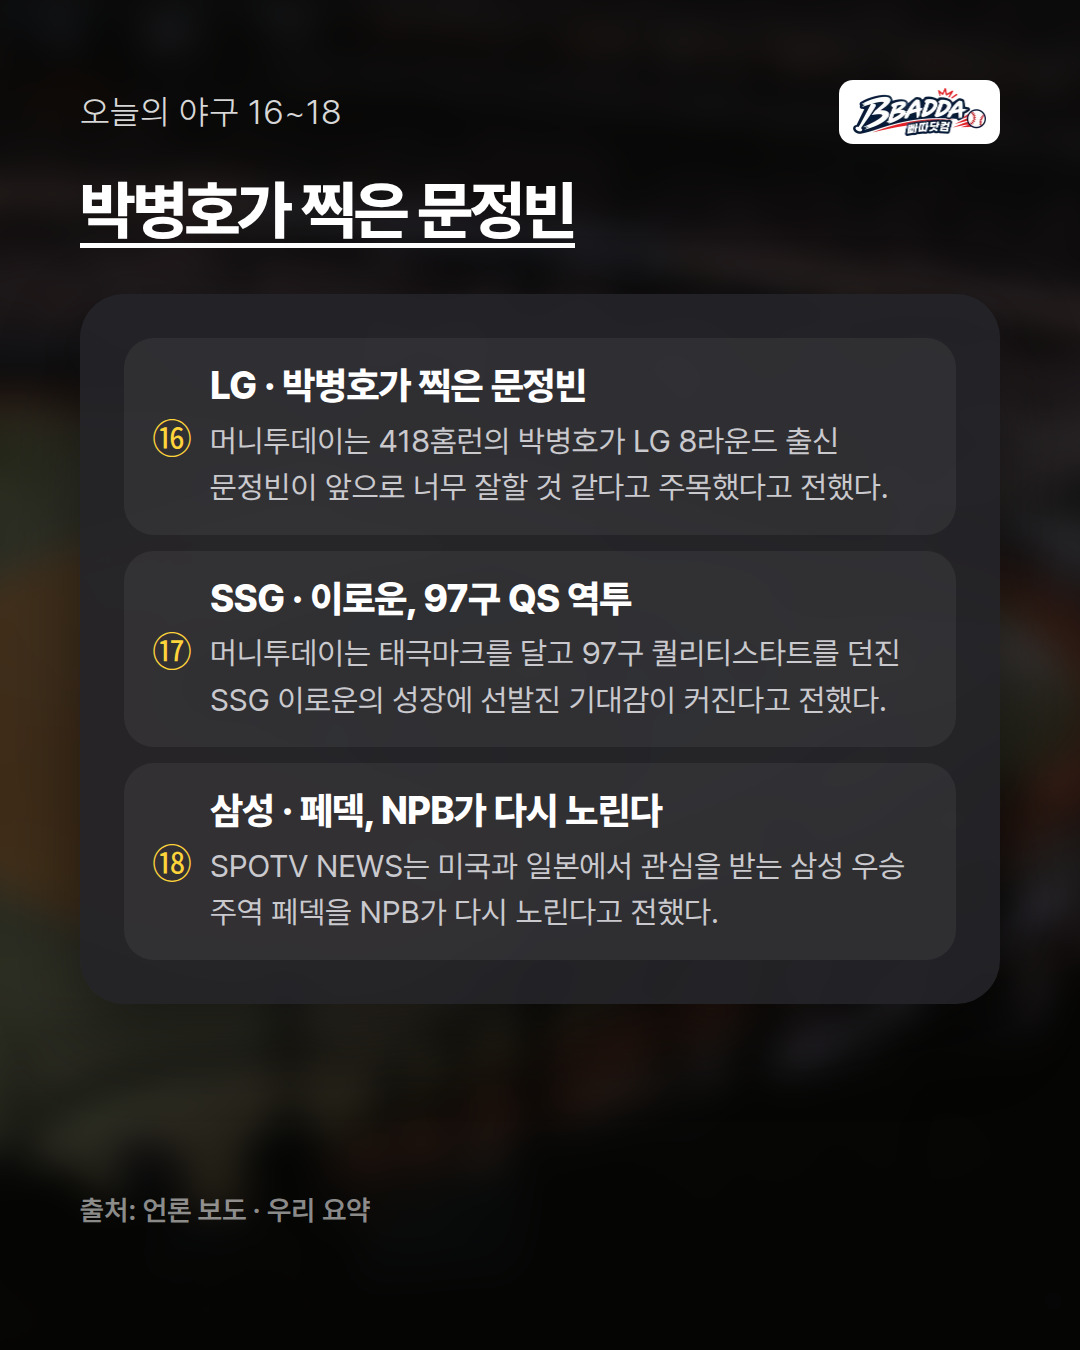 오늘의 야구 16~18
BBADDA
빠따닷컴
박병호가 찍은 문정빈
LG · 박병호가 찍은 문정빈
⑯ 머니투데이는 418홈런의 박병호가 LG 8라운드 출신
문정빈이 앞으로 너무 잘할 것 같다고 주목했다고 전했다.
SSG · 이로운, 97구 QS 역투
⑰ 머니투데이는 태극마크를 달고 97구 퀄리티스타트를 던진
SSG 이로운의 성장에 선발진 기대감이 커진다고 전했다.
삼성 · 페덱, NPB가 다시 노린다
⑱ SPOTV NEWS는 미국과 일본에서 관심을 받는 삼성 우승
주역 페덱을 NPB가 다시 노린다고 전했다.
출처: 언론 보도 · 우리 요약